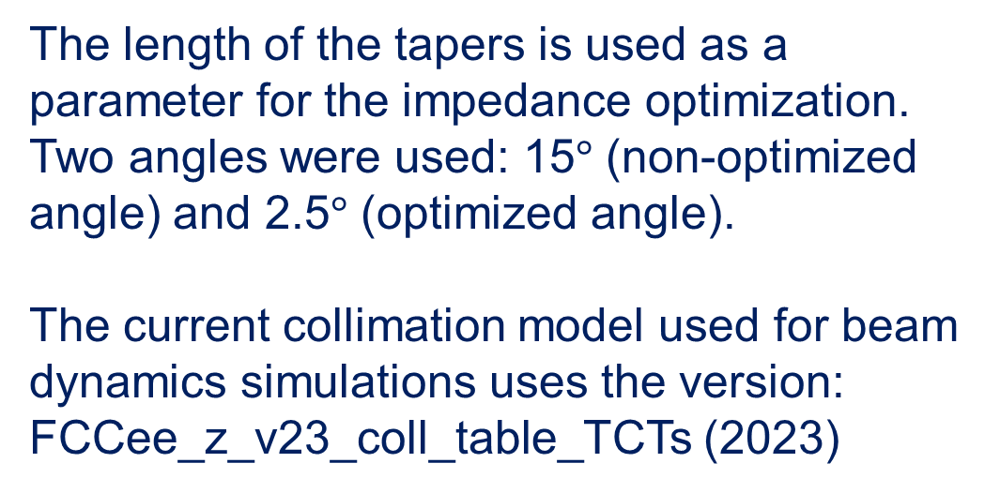 The length of the tapers is used as a
parameter for the impedance optimization.
Two angles were used: 15° (non-optimized
angle) and 2.5° (optimized angle).
The current collimation model used for beam
dynamics simulations uses the version:
FCCee_z_v23_coll_table_TCTs (2023)